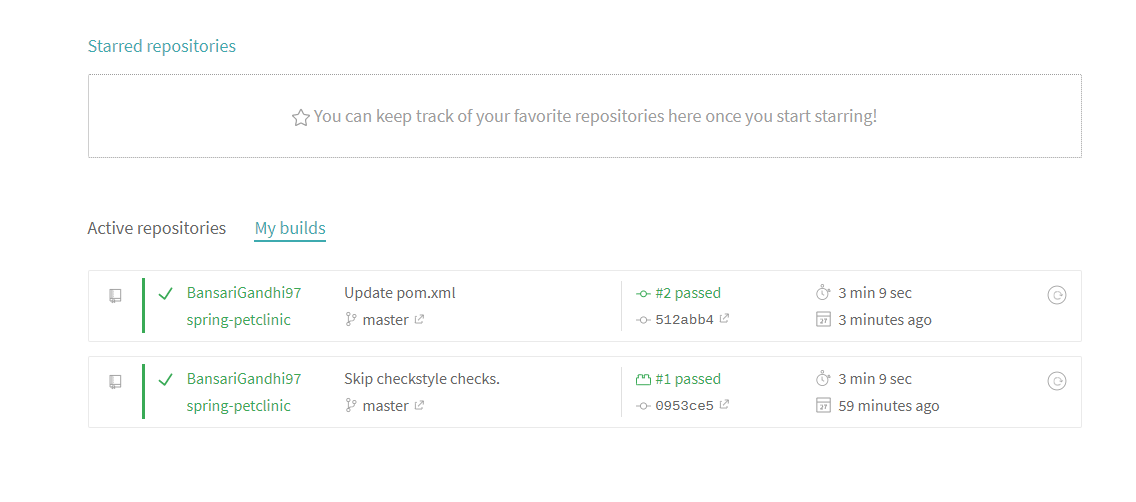 Starred repositories
You can keep track of your favorite repositories here once you start starring!
Active repositories My builds
BansariGandhi97 Update pom.xml #2 passed 3 min 9 sec
spring-petclinic master 512abb4 3 minutes ago
BansariGandhi97 Skip checkstyle checks. #1 passed 3 min 9 sec
spring-petclinic master 0953ce5 59 minutes ago